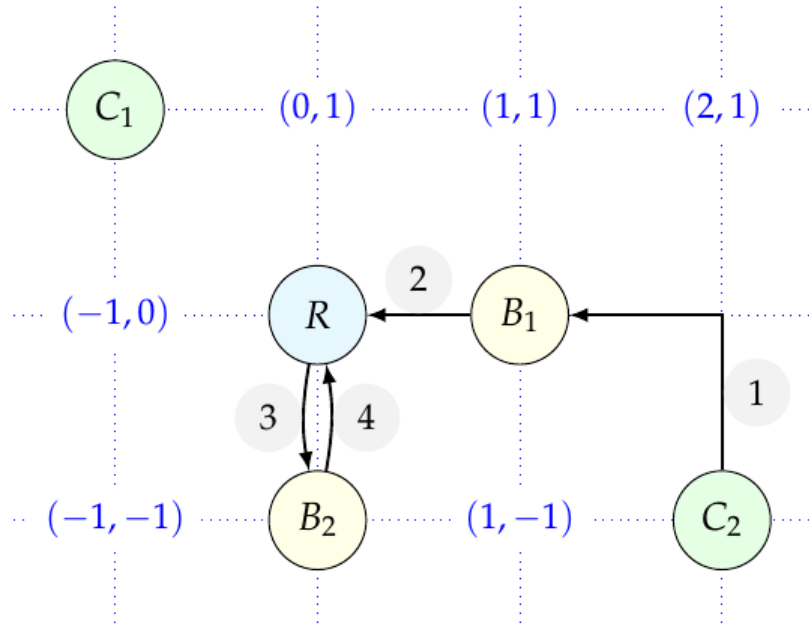 C₁ (0, 1) (1, 1) (2, 1)
2
(−1, 0) R B₁
1
3 4
(−1, −1) B₂ (1, −1) C₂